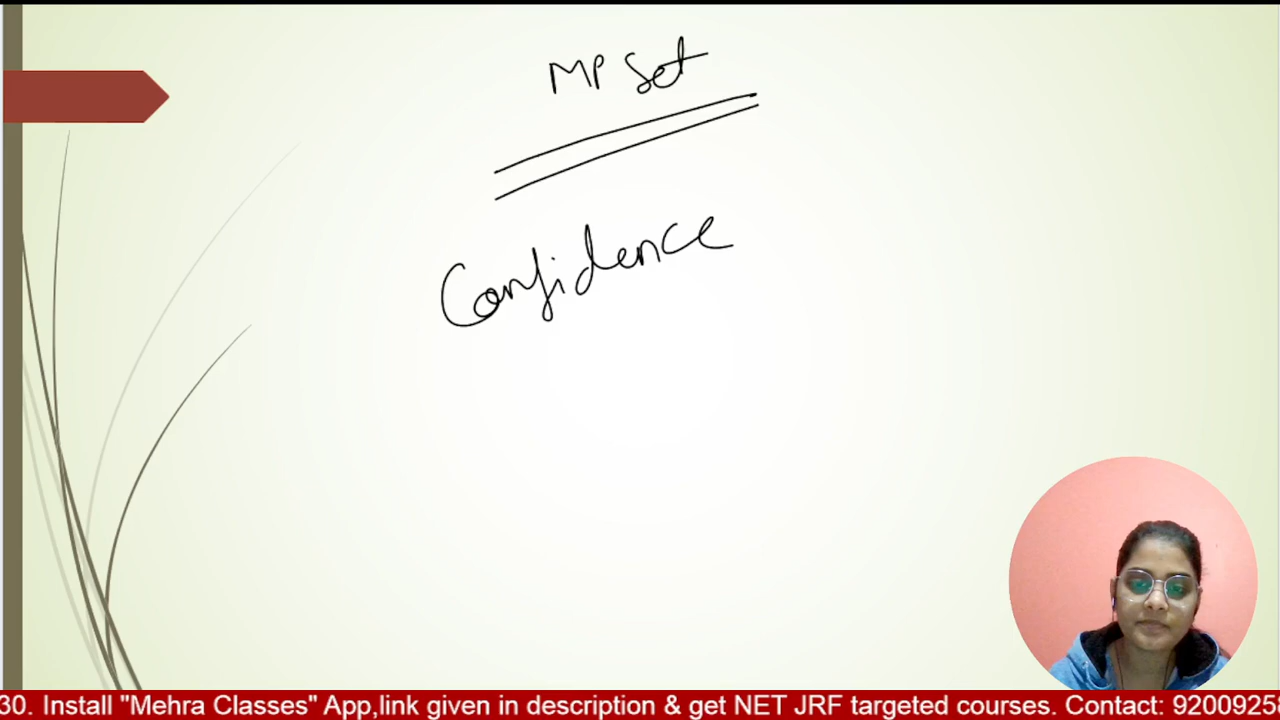 MP Set
Confidence
30. Install "Mehra Classes" App,link given in description & get NET JRF targeted courses. Contact: 9200925